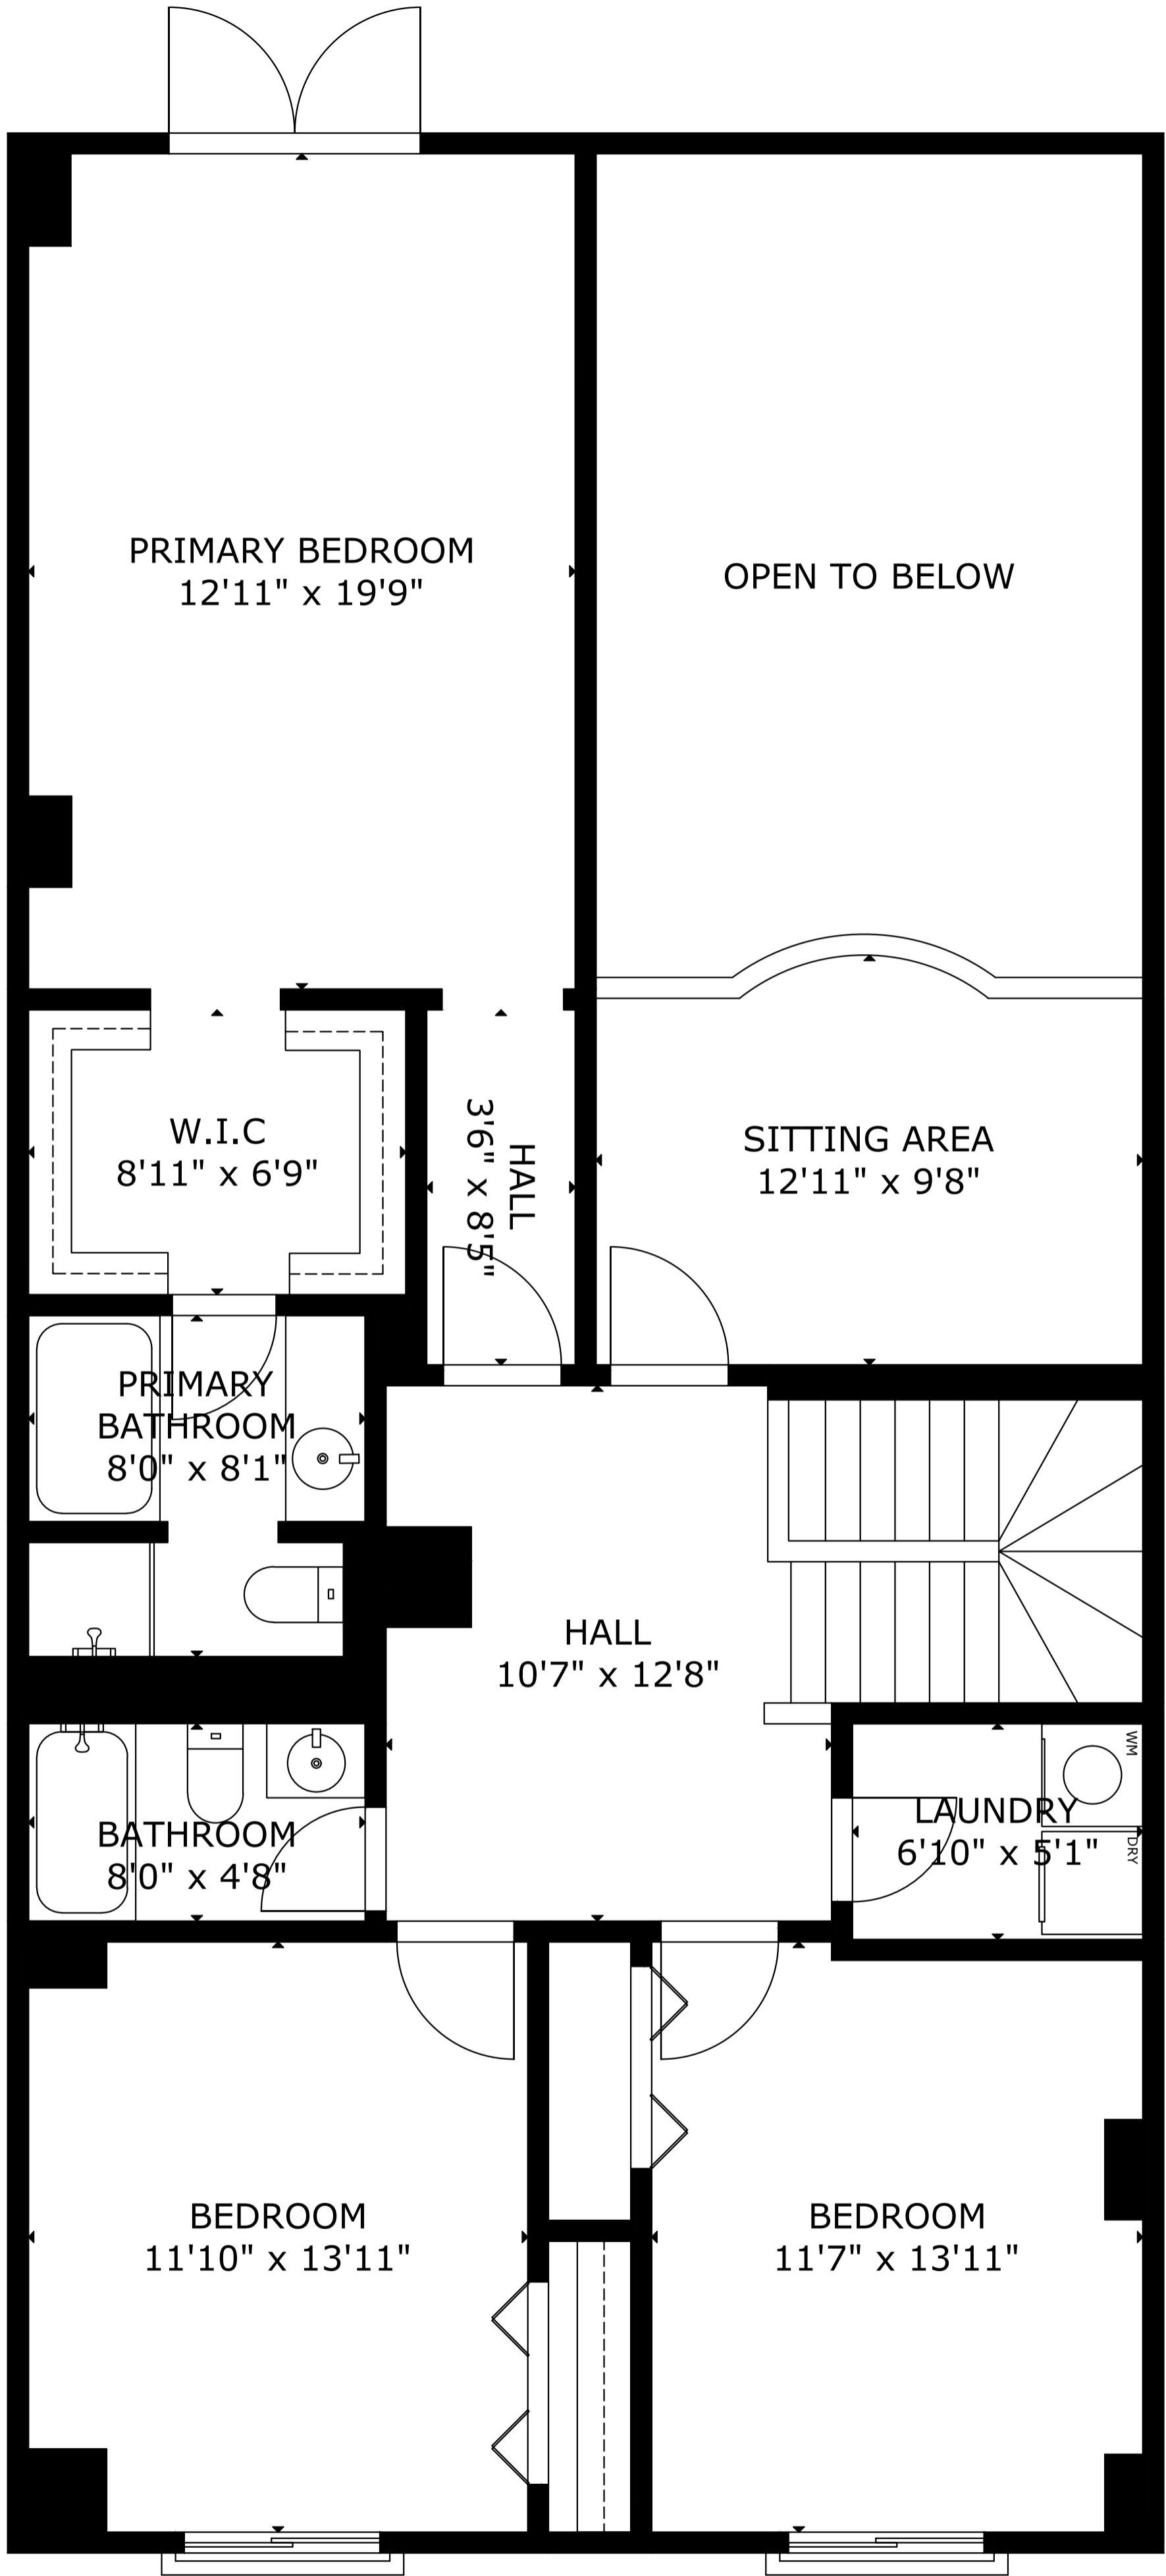 PRIMARY BEDROOM
12'11" x 19'9"
OPEN TO BELOW
W.I.C
8'11" x 6'9"
HALL
3'6" x 8'5"
SITTING AREA
12'11" x 9'8"
PRIMARY
BATHROOM
8'0" x 8'1"
HALL
10'7" x 12'8"
WM
LAUNDRY
6'10" x 5'1"
DRY
BATHROOM
8'0" x 4'8"
BEDROOM
11'10" x 13'11"
BEDROOM
11'7" x 13'11"